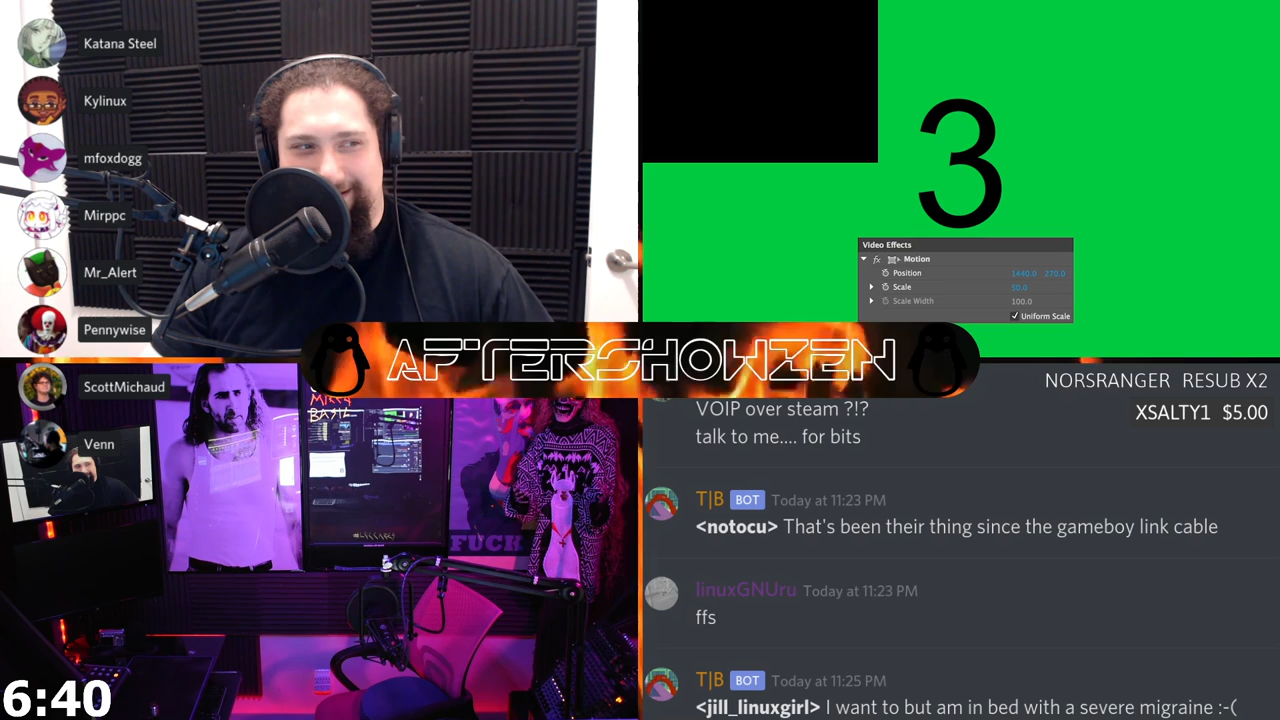 Katana Steel
Kylinux
mfoxdogg
Mirppc
Mr_Alert
Pennywise
ScottMichaud
Venn
3
Video Effects
fx Motion
Position 1440.0 270.0
Scale 50.0
Scale Width 100.0
Uniform Scale
AFTERSHOWZEN
NORSRANGER RESUB X2
XSALTY1 $5.00
VOIP over steam ?!?
talk to me.... for bits
T|B BOT Today at 11:23 PM
<notocu> That's been their thing since the gameboy link cable
linuxGNUru Today at 11:23 PM
ffs
T|B BOT Today at 11:25 PM
<jill_linuxgirl> I want to but am in bed with a severe migraine :-(
BASIL
FUCK
6:40